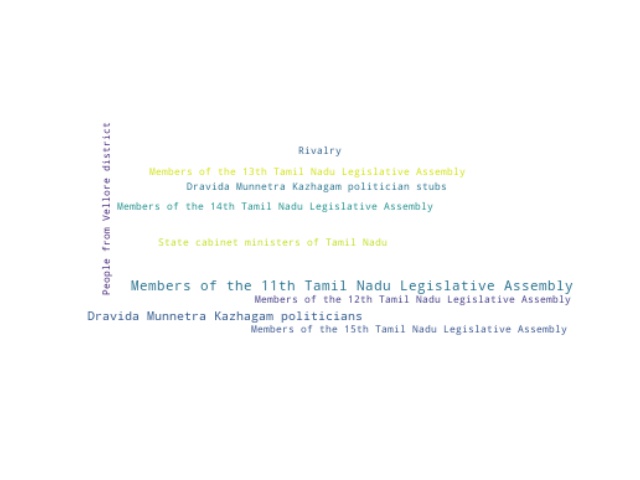 People from Vellore district
Rivalry
Members of the 13th Tamil Nadu Legislative Assembly
Dravida Munnetra Kazhagam politician stubs
Members of the 14th Tamil Nadu Legislative Assembly
State cabinet ministers of Tamil Nadu
Members of the 11th Tamil Nadu Legislative Assembly
Members of the 12th Tamil Nadu Legislative Assembly
Dravida Munnetra Kazhagam politicians
Members of the 15th Tamil Nadu Legislative Assembly